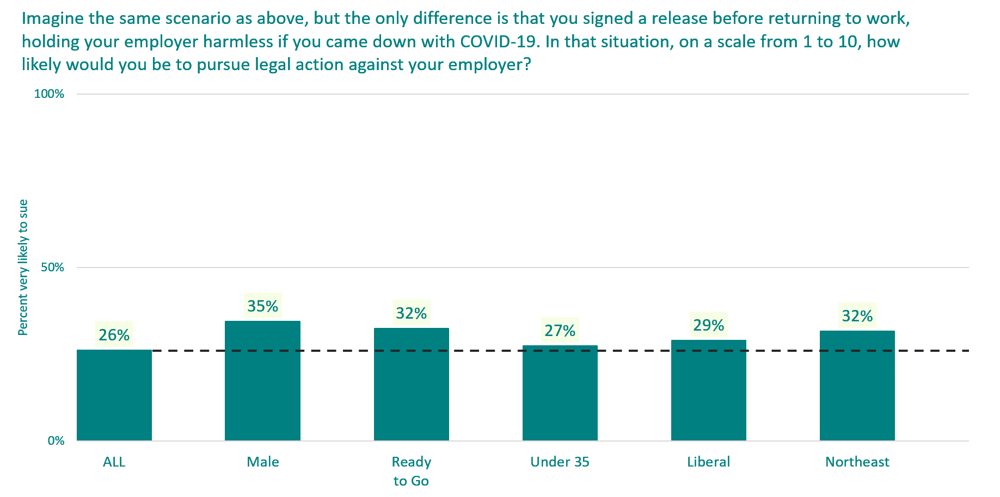 Imagine the same scenario as above, but the only difference is that you signed a release before returning to work,
holding your employer harmless if you came down with COVID-19. In that situation, on a scale from 1 to 10, how
likely would you be to pursue legal action against your employer?
100%
Percent very likely to sue
50%
35%
32%
32%
29%
27%
26%
0%
ALL
Male
Ready
to Go
Under 35
Liberal
Northeast